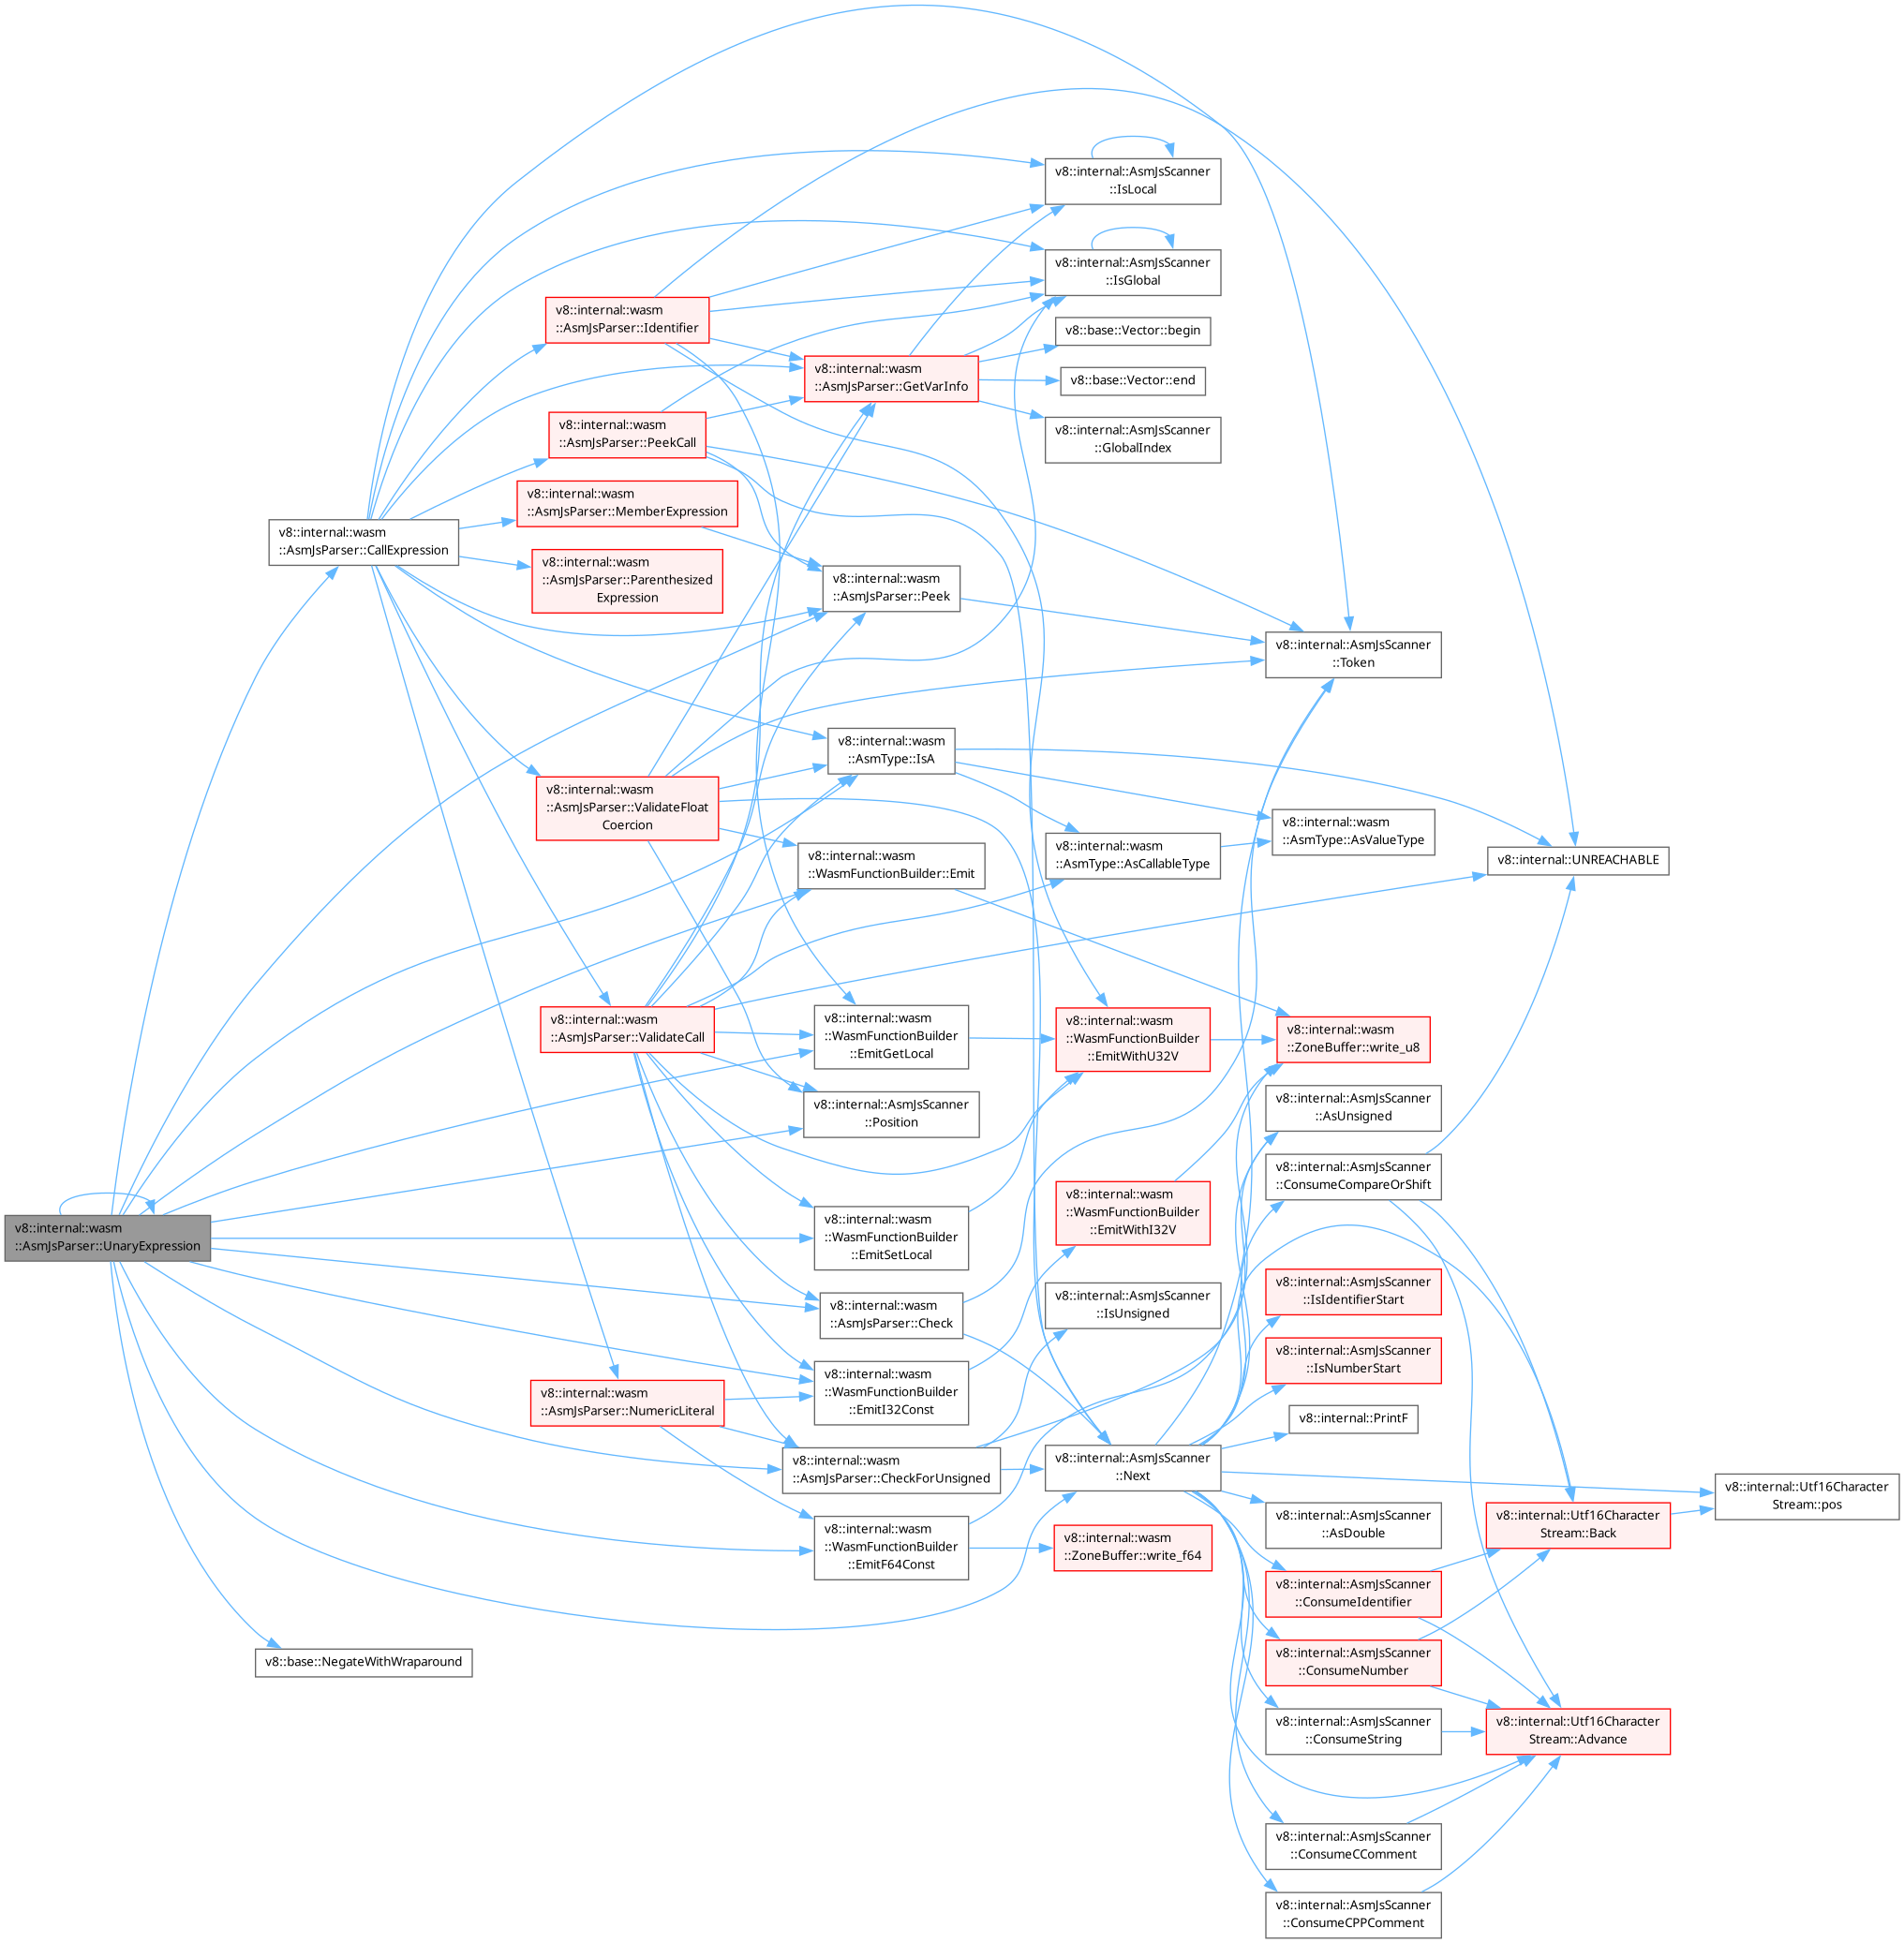 v8::internal::AsmJsScanner
::IsLocal
v8::internal::AsmJsScanner
::IsGlobal
v8::internal::wasm
::AsmJsParser::Identifier
v8::base::Vector::begin
v8::internal::wasm
::AsmJsParser::GetVarInfo
v8::base::Vector::end
v8::internal::wasm
::AsmJsParser::PeekCall
v8::internal::AsmJsScanner
::GlobalIndex
v8::internal::wasm
::AsmJsParser::MemberExpression
v8::internal::wasm
::AsmJsParser::CallExpression
v8::internal::wasm
::AsmJsParser::Parenthesized
Expression
v8::internal::wasm
::AsmJsParser::Peek
v8::internal::AsmJsScanner
::Token
v8::internal::wasm
::AsmType::IsA
v8::internal::wasm
::AsmJsParser::ValidateFloat
Coercion
v8::internal::wasm
::AsmType::AsValueType
v8::internal::wasm
::AsmType::AsCallableType
v8::internal::UNREACHABLE
v8::internal::wasm
::WasmFunctionBuilder::Emit
v8::internal::wasm
::AsmJsParser::ValidateCall
v8::internal::wasm
::WasmFunctionBuilder
::EmitGetLocal
v8::internal::wasm
::WasmFunctionBuilder
::EmitWithU32V
v8::internal::wasm
::ZoneBuffer::write_u8
v8::internal::AsmJsScanner
::Position
v8::internal::AsmJsScanner
::AsUnsigned
v8::internal::AsmJsScanner
::ConsumeCompareOrShift
v8::internal::wasm
::WasmFunctionBuilder
::EmitWithI32V
v8::internal::wasm
::AsmJsParser::UnaryExpression
v8::internal::wasm
::WasmFunctionBuilder
::EmitSetLocal
v8::internal::AsmJsScanner
::IsIdentifierStart
v8::internal::AsmJsScanner
::IsUnsigned
v8::internal::wasm
::AsmJsParser::Check
v8::internal::AsmJsScanner
::IsNumberStart
v8::internal::wasm
::AsmJsParser::NumericLiteral
v8::internal::wasm
::WasmFunctionBuilder
::EmitI32Const
v8::internal::PrintF
v8::internal::wasm
::AsmJsParser::CheckForUnsigned
v8::internal::AsmJsScanner
::Next
v8::internal::Utf16Character
Stream::pos
v8::internal::AsmJsScanner
::AsDouble
v8::internal::Utf16Character
Stream::Back
v8::internal::wasm
::WasmFunctionBuilder
::EmitF64Const
v8::internal::wasm
::ZoneBuffer::write_f64
v8::internal::AsmJsScanner
::ConsumeIdentifier
v8::base::NegateWithWraparound
v8::internal::AsmJsScanner
::ConsumeNumber
v8::internal::AsmJsScanner
::ConsumeString
v8::internal::Utf16Character
Stream::Advance
v8::internal::AsmJsScanner
::ConsumeCComment
v8::internal::AsmJsScanner
::ConsumeCPPComment